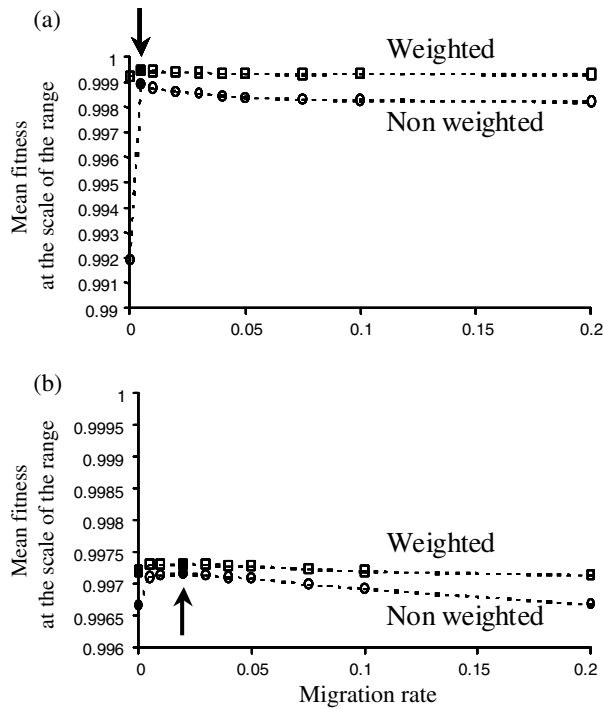 (a)
Weighted
Non weighted
Mean fitness
at the scale of the range
1
0.999
0.998
0.997
0.996
0.995
0.994
0.993
0.992
0.991
0.99
0 0.05 0.1 0.15 0.2
(b)
Weighted
Non weighted
Mean fitness
at the scale of the range
1
0.9995
0.999
0.9985
0.998
0.9975
0.997
0.9965
0.996
0 0.05 0.1 0.15 0.2
Migration rate